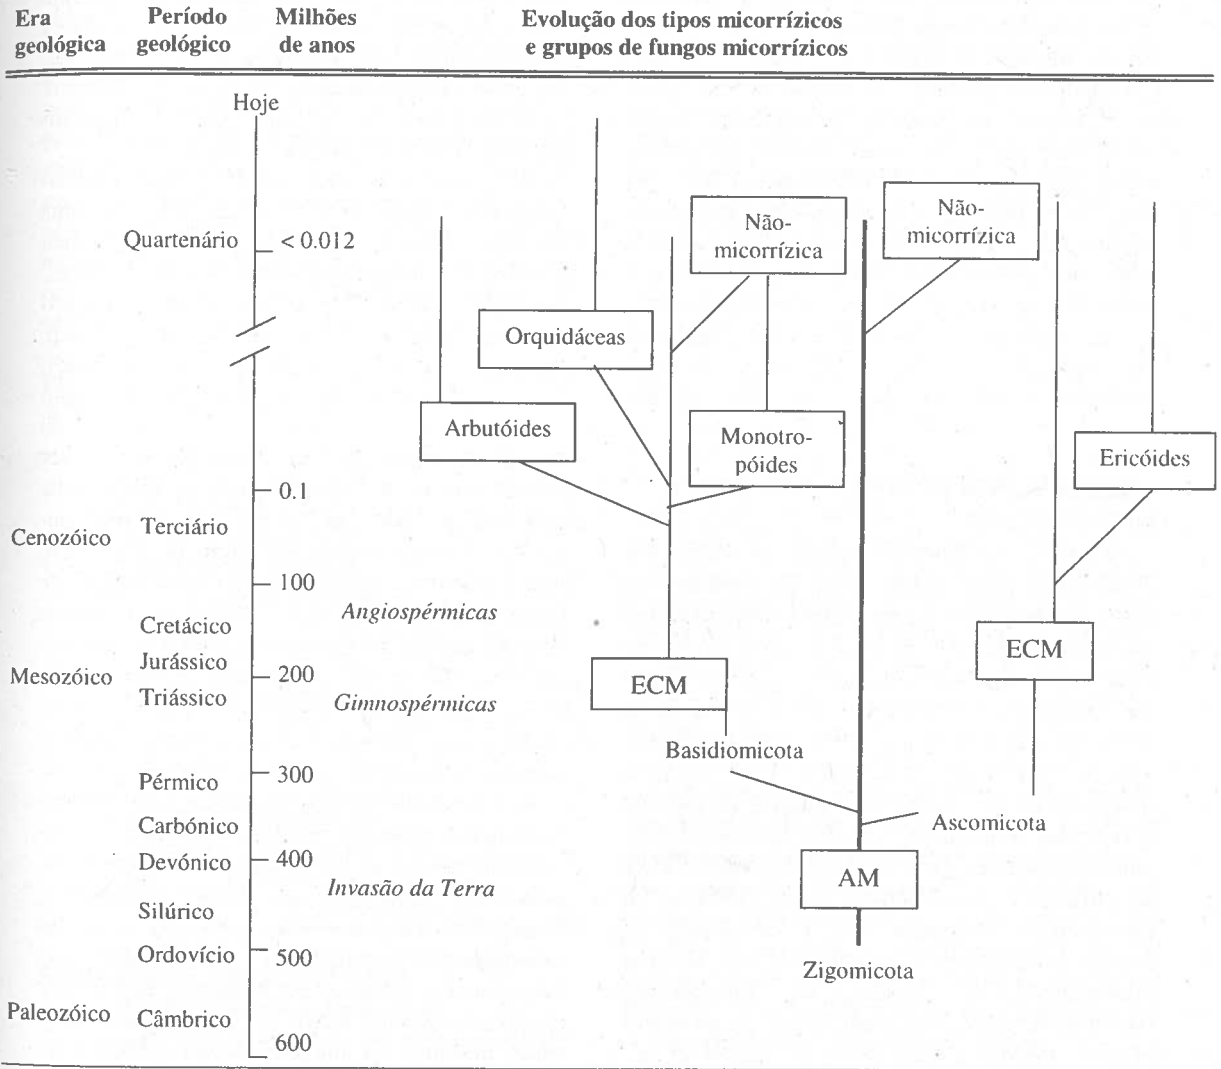 Era geológica
Período geológico
Milhões de anos
Evolução dos tipos micorrízicos
e grupos de fungos micorrízicos
Hoje
Quartenário
< 0.012
Não-
micorrízica
Não-
micorrízica
Orquidáceas
Arbutóides
Monotro-
póides
Ericóides
0.1
Cenozóico
Terciário
100
Angiospérmicas
Cretácico
Jurássico
Mesozóico
200
Triássico
Gimnospérmicas
ECM
ECM
Basidiomicota
Pérmico
300
Carbónico
Ascomicota
Devónico
400
AM
Invasão da Terra
Silúrico
Ordovício
500
Zigomicota
Paleozóico
Câmbrico
600